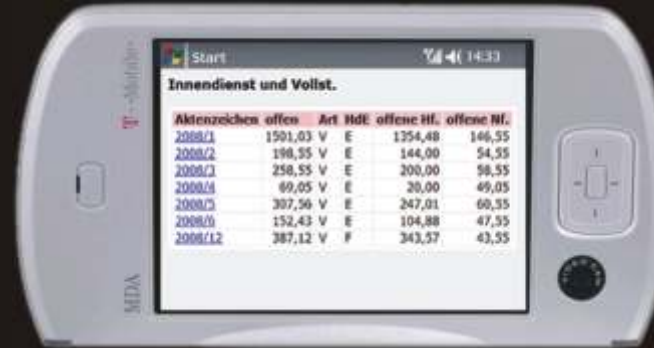 Start 14:33
Innendienst und Vollst.
Aktenzeichen offen Art HdE offene Hf. offene Nf.
2008/1 1501,03 V E 1354,48 146,55
2008/2 198,55 V E 144,00 54,55
2008/3 258,55 V E 200,00 58,55
2008/4 69,05 V E 20,00 49,05
2008/5 307,56 V E 247,01 60,55
2008/6 152,43 V E 104,88 47,55
2008/12 387,12 V F 343,57 43,55
T··Mobile·
MDA